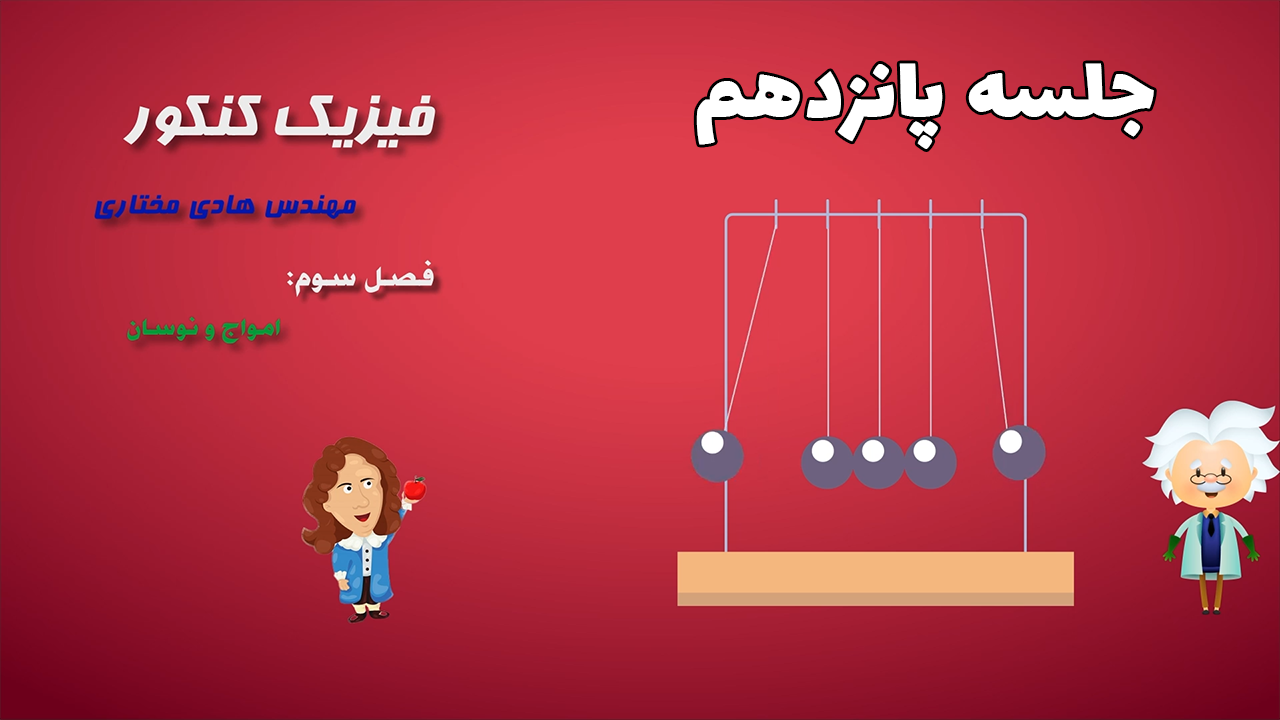 جلسه پانزدهم
فیزیک کنکور
مهندس هادی مختاری
فصل سوم:
امواج و نوسان